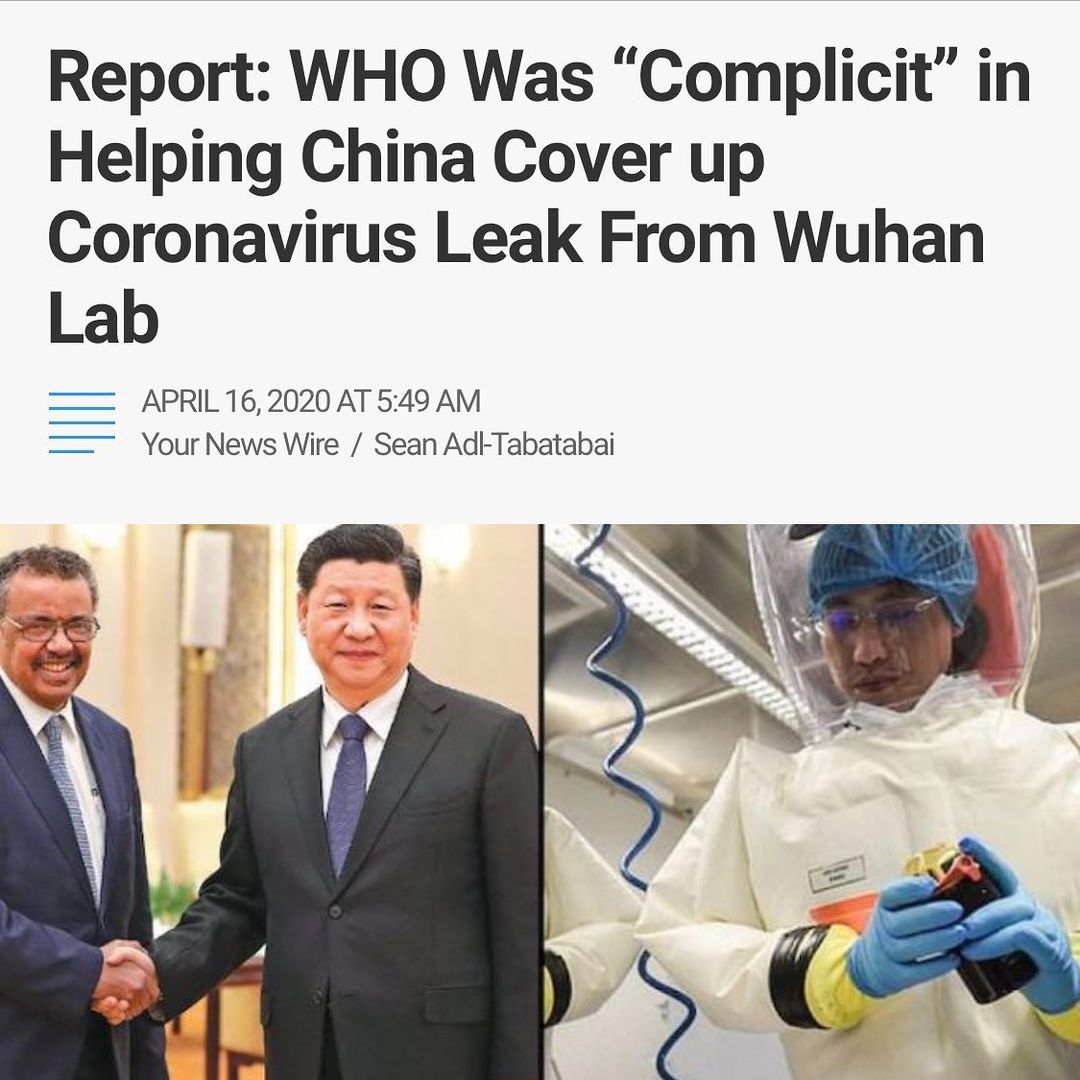 Report: WHO Was “Complicit” in
Helping China Cover up
Coronavirus Leak From Wuhan
Lab
APRIL 16, 2020 AT 5:49 AM
Your News Wire / Sean Adl-Tabatabai